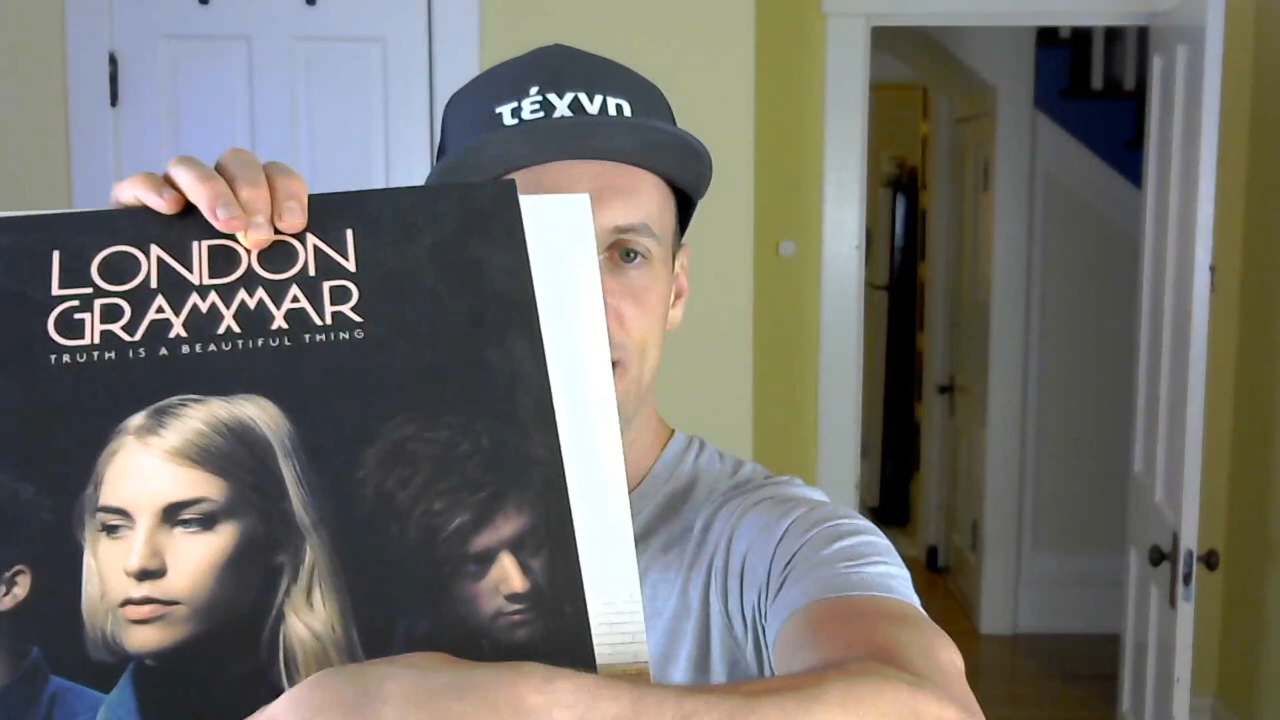 τέχνη
LONDON
GRAMMAR
TRUTH IS A BEAUTIFUL THING